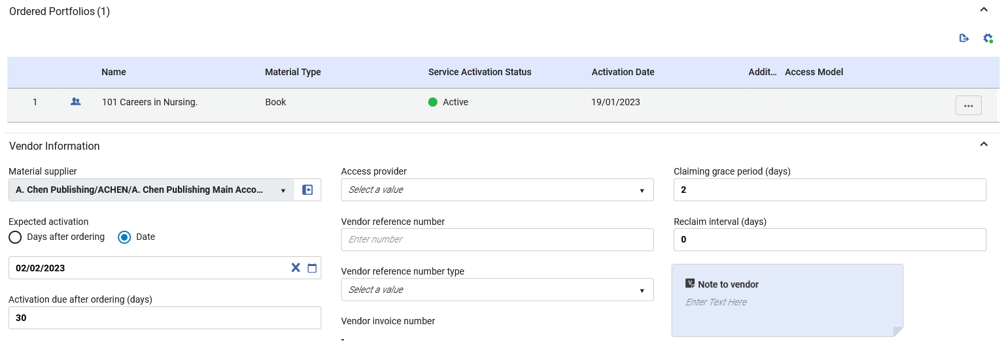 Ordered Portfolios (1)
Name Material Type Service Activation Status Activation Date Addit... Access Model
1 101 Careers in Nursing. Book Active 19/01/2023
Vendor Information
Material supplier
A. Chen Publishing/ACHEN/A. Chen Publishing Main Acco...
Expected activation
Days after ordering Date
02/02/2023
Activation due after ordering (days)
30
Access provider
Select a value
Vendor reference number
Enter number
Vendor reference number type
Select a value
Vendor invoice number
-
Claiming grace period (days)
2
Reclaim interval (days)
0
Note to vendor
Enter Text Here